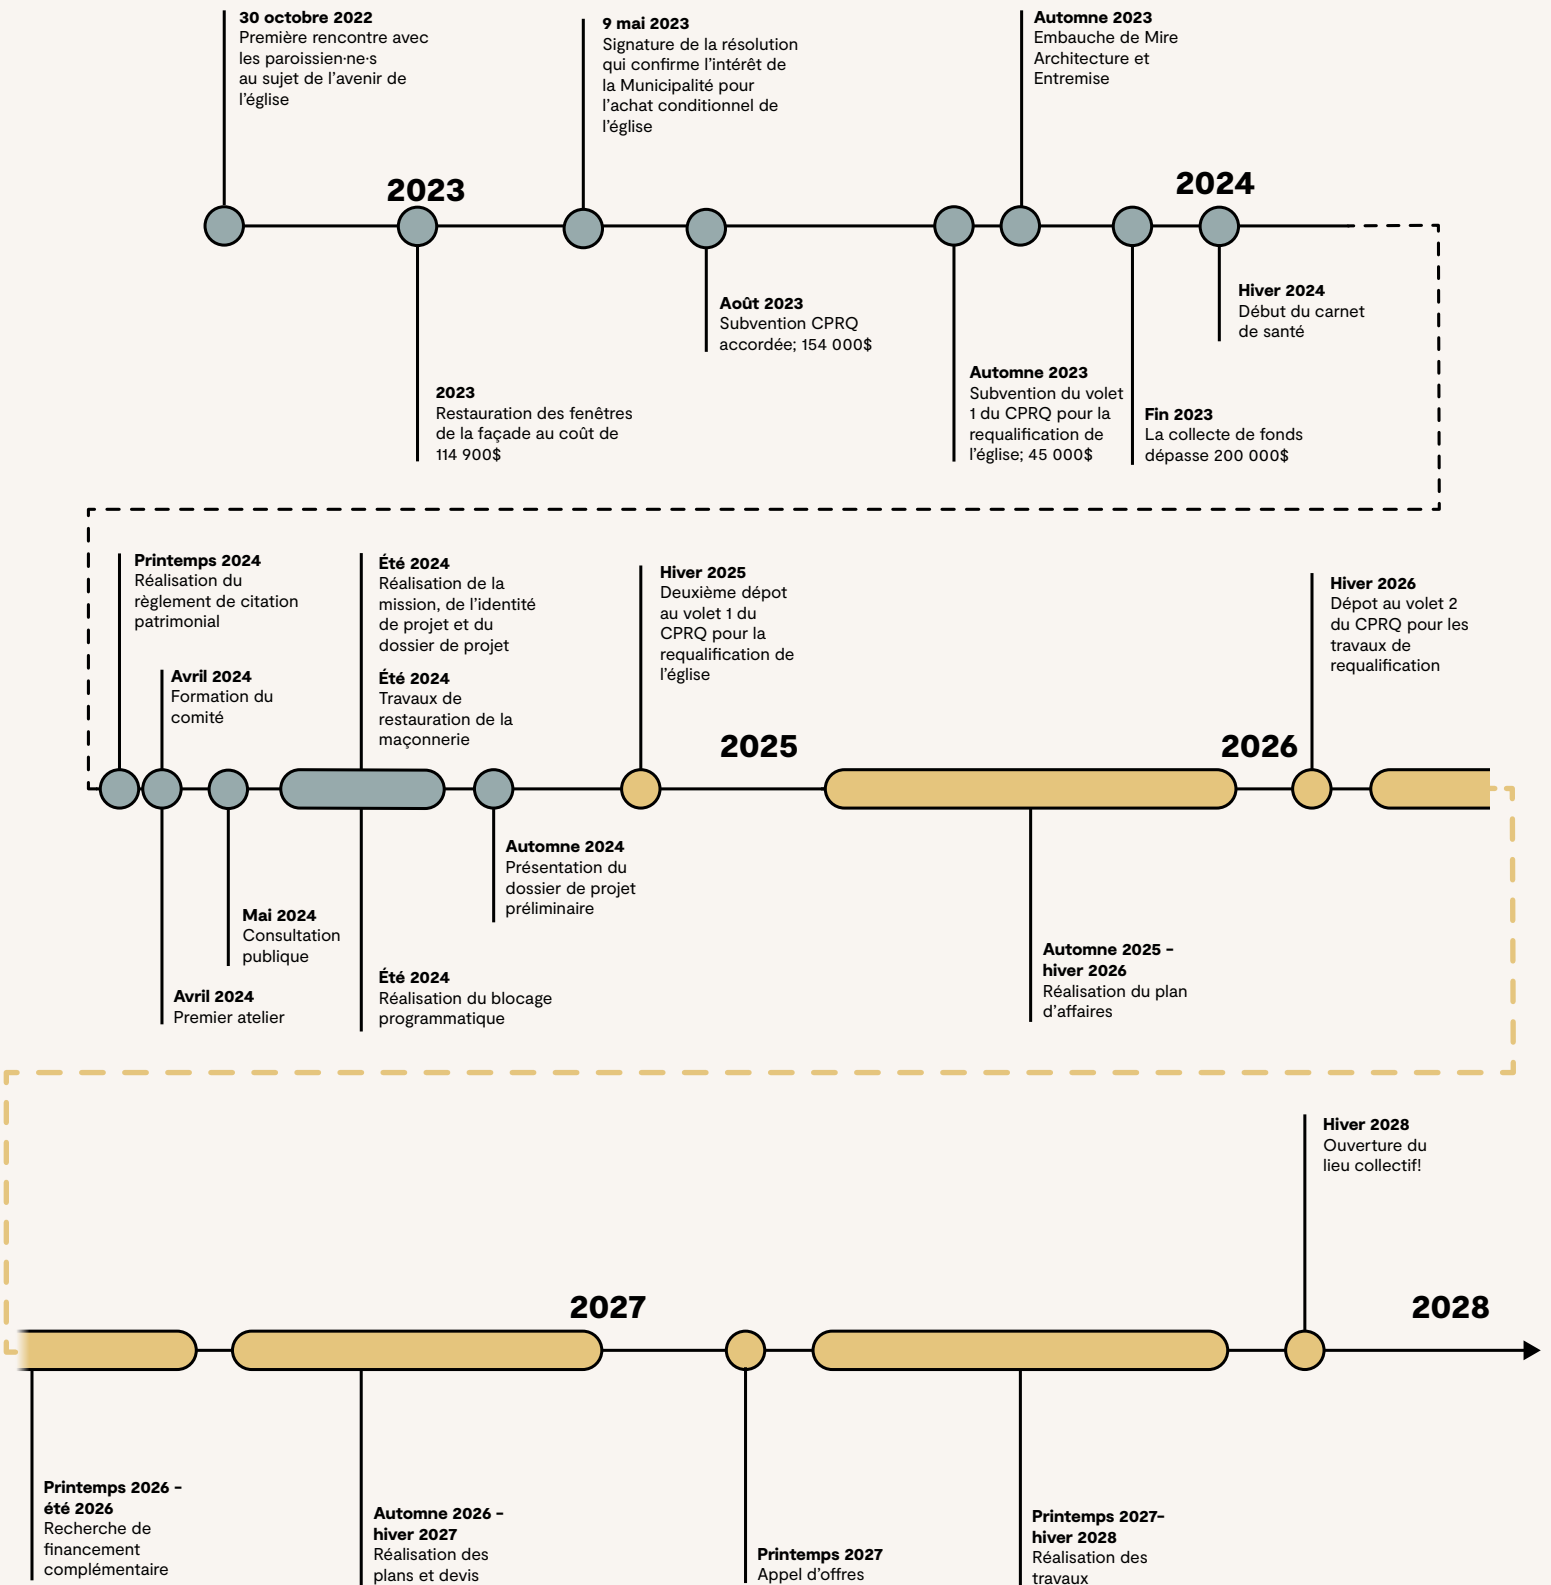 30 octobre 2022
Première rencontre avec
les paroissien·ne·s
au sujet de l’avenir de
l’église
9 mai 2023
Signature de la résolution
qui confirme l’intérêt de
la Municipalité pour
l’achat conditionnel de
l’église
Automne 2023
Embauche de Mire
Architecture et
Entremise
2023
2024
2023
Restauration des fenêtres
de la façade au coût de
114 900$
Août 2023
Subvention CPRQ
accordée; 154 000$
Automne 2023
Subvention du volet
1 du CPRQ pour la
requalification de
l’église; 45 000$
Fin 2023
La collecte de fonds
dépasse 200 000$
Hiver 2024
Début du carnet
de santé
Printemps 2024
Réalisation du
règlement de citation
patrimonial
Avril 2024
Formation du
comité
Été 2024
Réalisation de la
mission, de l’identité
de projet et du
dossier de projet
Été 2024
Travaux de
restauration de la
maçonnerie
Hiver 2025
Deuxième dépot
au volet 1 du
CPRQ pour la
requalification de
l’église
2025
2026
Hiver 2026
Dépot au volet 2
du CPRQ pour les
travaux de
requalification
Mai 2024
Consultation
publique
Avril 2024
Premier atelier
Été 2024
Réalisation du blocage
programmatique
Automne 2024
Présentation du
dossier de projet
préliminaire
Automne 2025 -
hiver 2026
Réalisation du plan
d’affaires
Hiver 2028
Ouverture du
lieu collectif!
2027
2028
Printemps 2026 -
été 2026
Recherche de
financement
complémentaire
Automne 2026 -
hiver 2027
Réalisation des
plans et devis
Printemps 2027
Appel d’offres
Printemps 2027-
hiver 2028
Réalisation des
travaux